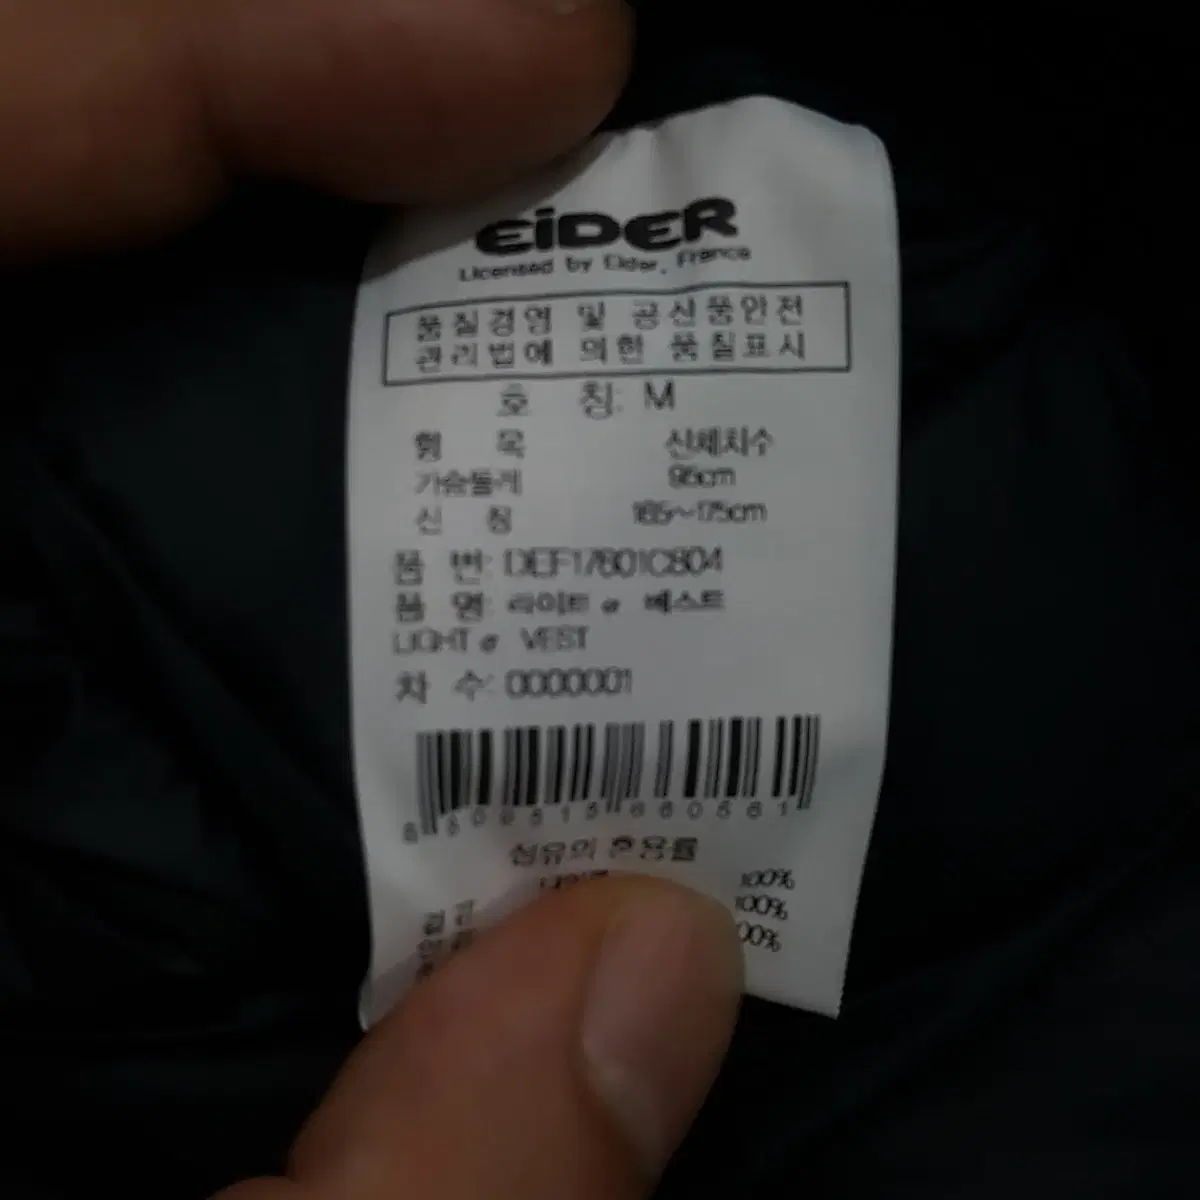 EiDER
Licensed by Eider, France
품질경영 및 공산품안전
관리법에 의한 품질표시
호 칭: M
항 목 신체치수
가슴둘레 95cm
신 장 165~175cm
품 번: DEF17801C804
품 명: 라이트 σ 베스트
LIGHT σ VEST
차 수: 0000001
섬유의 혼용률
100%
겉감 100%
00%